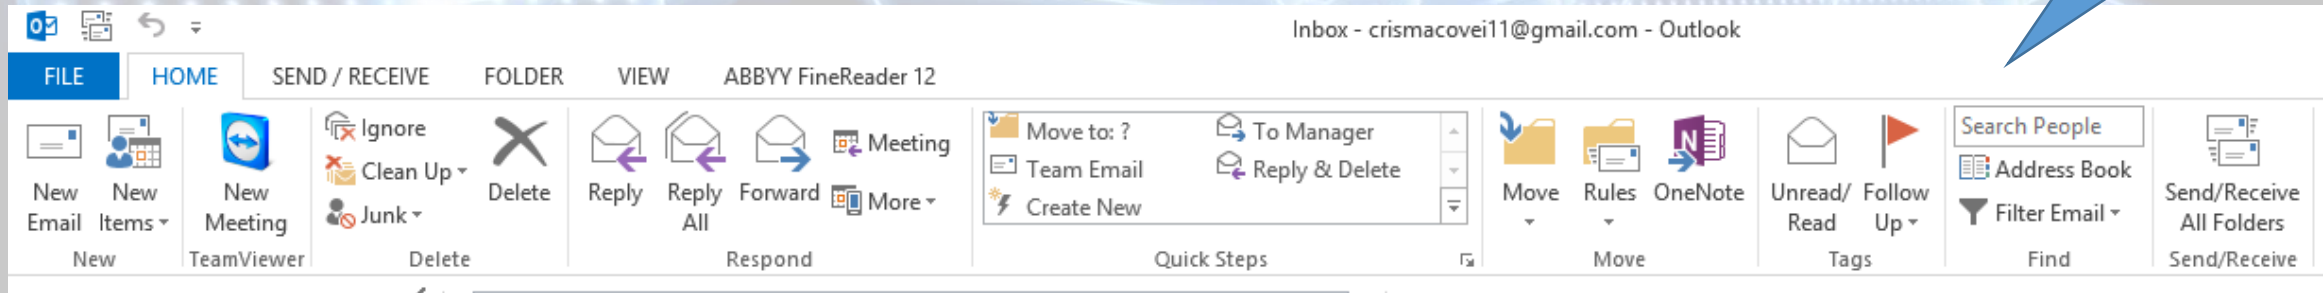 Inbox - crismacovei11@gmail.com - Outlook
FILE HOME SEND / RECEIVE FOLDER VIEW ABBYY FineReader 12
New Email
New Items
New
New Meeting
TeamViewer
Ignore
Clean Up
Junk
Delete
Delete
Reply
Reply All
Forward
Meeting
More
Respond
Move to: ?
Team Email
Create New
To Manager
Reply & Delete
Quick Steps
Move
Rules
OneNote
Move
Unread/ Read
Follow Up
Tags
Search People
Address Book
Filter Email
Find
Send/Receive All Folders
Send/Receive